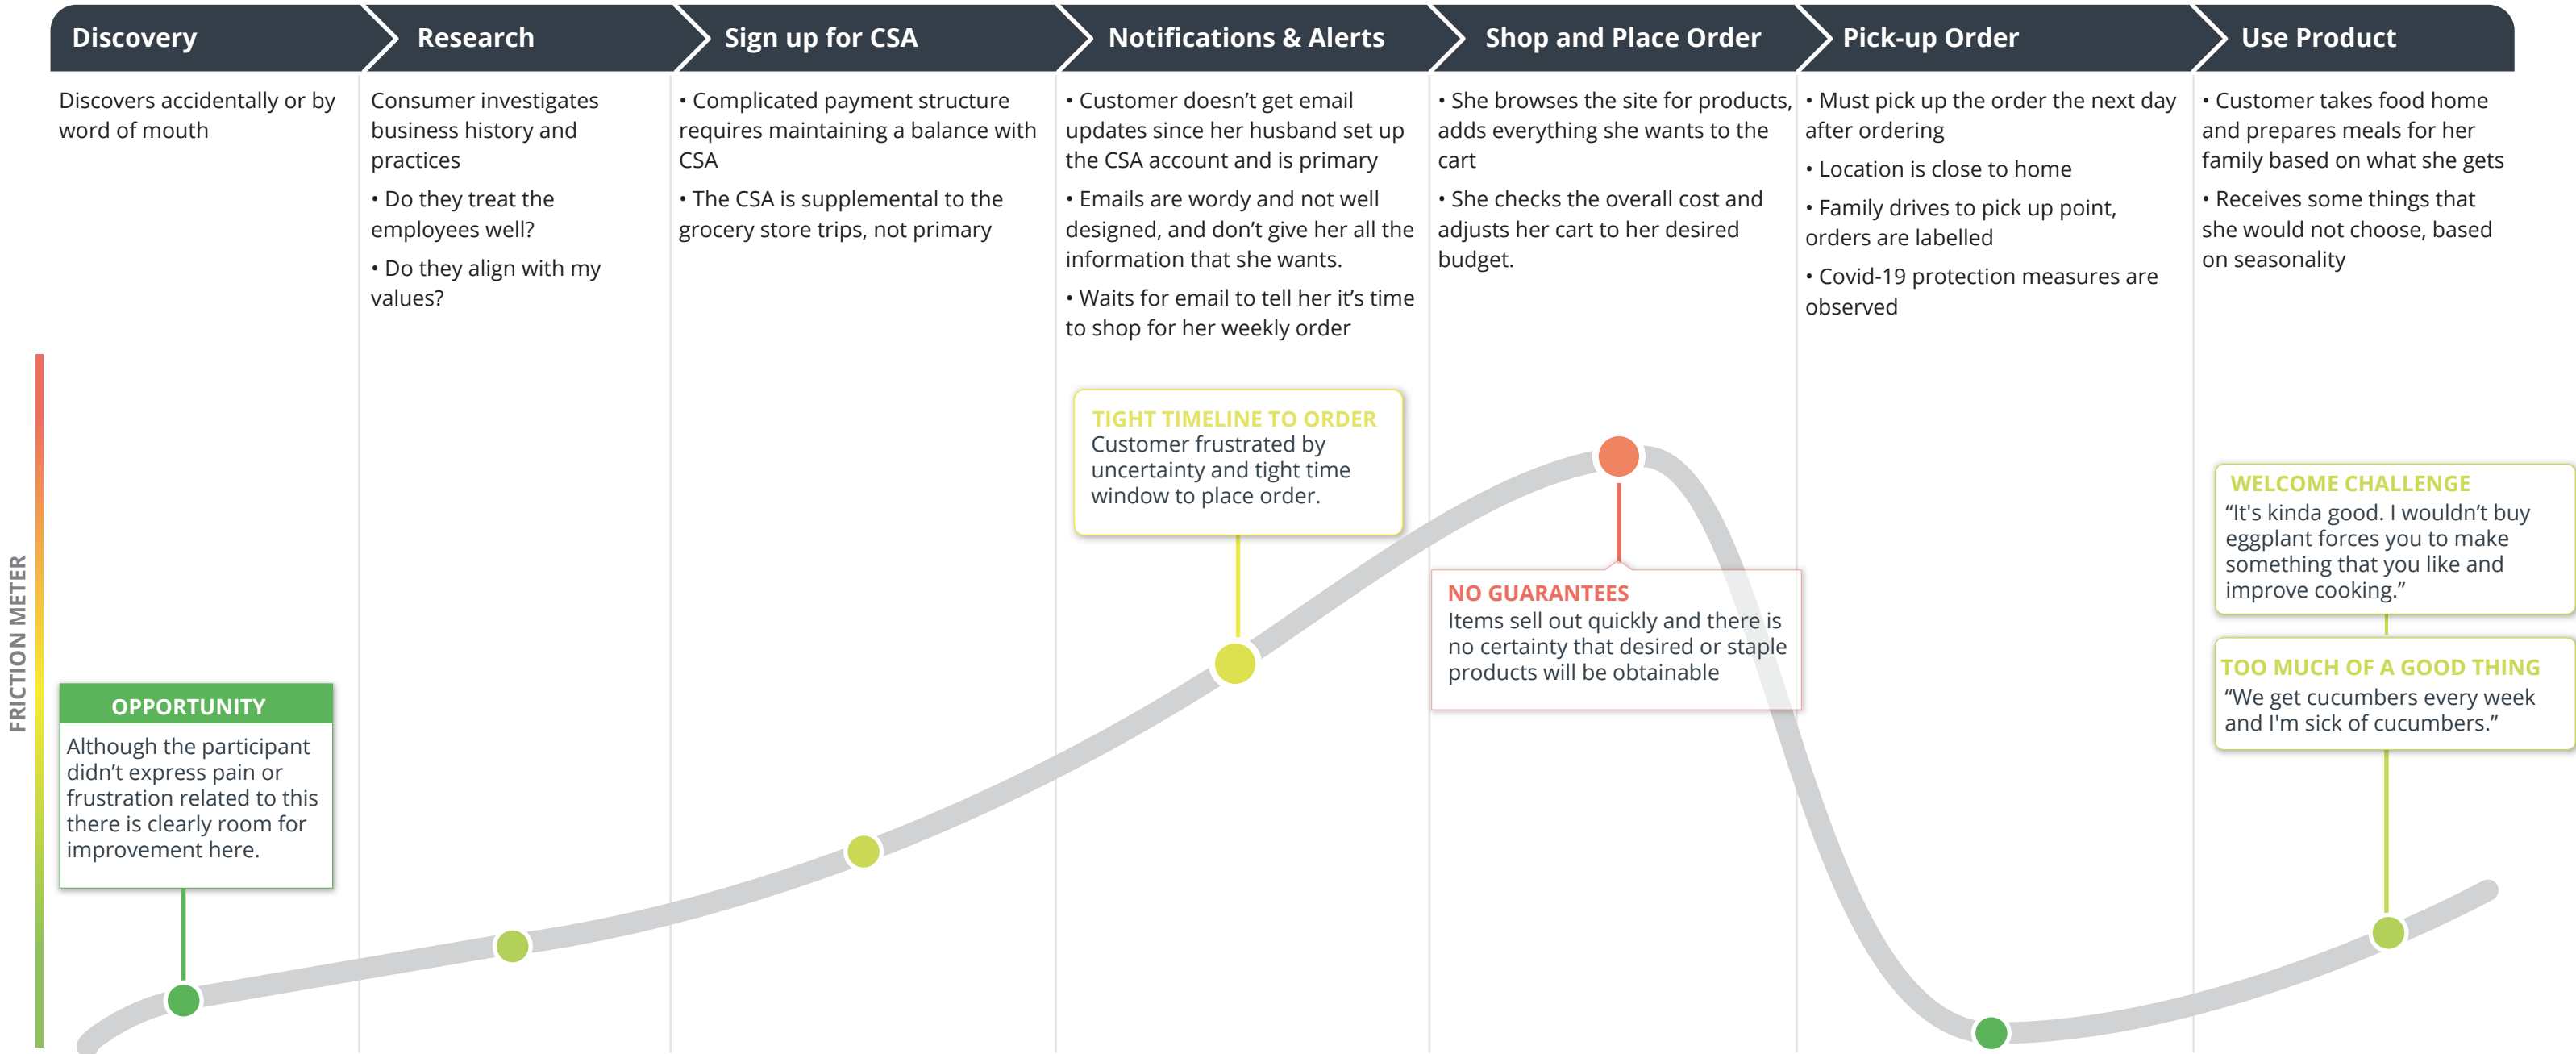 Discovery
Research
Sign up for CSA
Notifications & Alerts
Shop and Place Order
Pick-up Order
Use Product
Discovers accidentally or by
word of mouth
Consumer investigates
business history and
practices
• Do they treat the
employees well?
• Do they align with my
values?
• Complicated payment structure
requires maintaining a balance with
CSA
• The CSA is supplemental to the
grocery store trips, not primary
• Customer doesn’t get email
updates since her husband set up
the CSA account and is primary
• Emails are wordy and not well
designed, and don’t give her all the
information that she wants.
• Waits for email to tell her it’s time
to shop for her weekly order
• She browses the site for products,
adds everything she wants to the
cart
• She checks the overall cost and
adjusts her cart to her desired
budget.
• Must pick up the order the next day
after ordering
• Location is close to home
• Family drives to pick up point,
orders are labelled
• Covid-19 protection measures are
observed
• Customer takes food home
and prepares meals for her
family based on what she gets
• Receives some things that
she would not choose, based
on seasonality
FRICTION METER
OPPORTUNITY
Although the participant
didn’t express pain or
frustration related to this
there is clearly room for
improvement here.
TIGHT TIMELINE TO ORDER
Customer frustrated by
uncertainty and tight time
window to place order.
NO GUARANTEES
Items sell out quickly and there is
no certainty that desired or staple
products will be obtainable
WELCOME CHALLENGE
“It's kinda good. I wouldn’t buy
eggplant forces you to make
something that you like and
improve cooking.”
TOO MUCH OF A GOOD THING
“We get cucumbers every week
and I'm sick of cucumbers.”